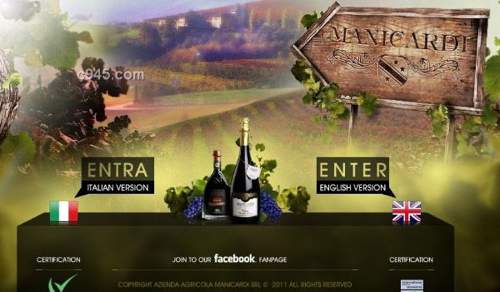 MANICARDI
c945.com
ENTRA
ITALIAN VERSION
ENTER
ENGLISH VERSION
CERTIFICATION
JOIN TO OUR facebook. FANPAGE
CERTIFICATION
COPYRIGHT AZIENDA AGRICOLA MANICARDI SRL © 2011 ALL RIGHTS RESERVED